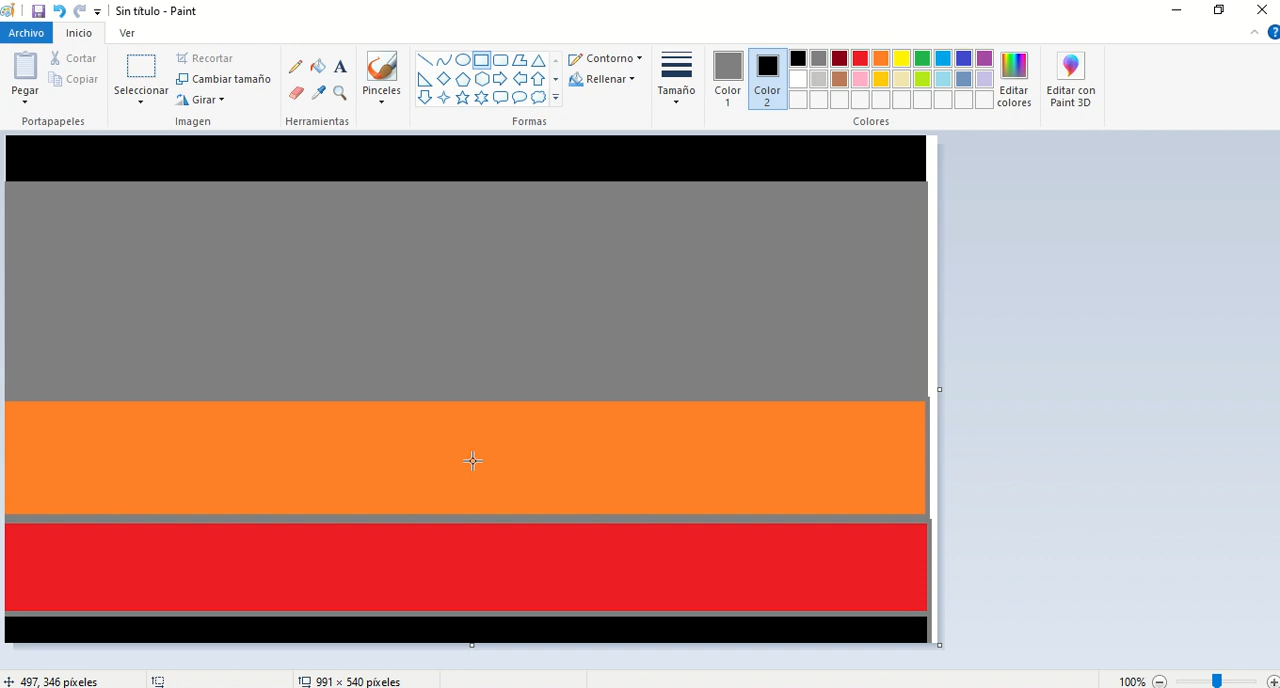 Sin título - Paint
Archivo Inicio Ver
Pegar
Cortar
Copiar
Portapapeles
Seleccionar
Recortar
Cambiar tamaño
Girar
Imagen
A
Herramientas
Pinceles
Contorno
Rellenar
Formas
Tamaño
Color
1
Color
2
Editar
colores
Colores
Editar con
Paint 3D
?
497, 346 píxeles
991 × 540 píxeles
100%